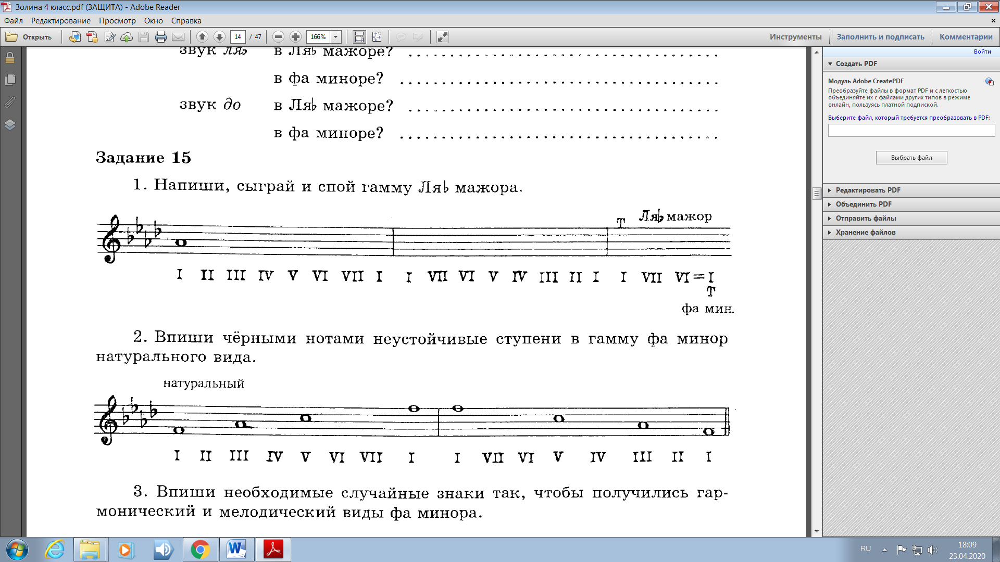 Золина 4 класс.pdf (ЗАЩИТА) - Adobe Reader
Файл Редактирование Просмотр Окно Справка
Открыть 14 / 47 166% Инструменты Заполнить и подписать Комментарии
Войти
звук ля♭ в Ля♭ мажоре? ......................................
в фа миноре? .......................................
звук до в Ля♭ мажоре? ......................................
в фа миноре? .......................................
Задание 15
1. Напиши, сыграй и спой гамму Ля♭ мажора.
Т Ля♭ мажор
I II III IV V VI VII I I VII VI V IV III II I I VII VI = I
Т
фа мин.
2. Впиши чёрными нотами неустойчивые ступени в гамму фа минор
натурального вида.
натуральный
I II III IV V VI VII I I VII VI V IV III II I
3. Впиши необходимые случайные знаки так, чтобы получились гар-
монический и мелодический виды фа минора.
Создать PDF
Модуль Adobe CreatePDF
Преобразуйте файлы в формат PDF и с легкостью
объединяйте их с файлами других типов в режиме
онлайн, пользуясь платной подпиской.
Выберите файл, который требуется преобразовать в PDF:
Выбрать файл
Редактировать PDF
Объединить PDF
Отправить файлы
Хранение файлов
RU
18:09
23.04.2020